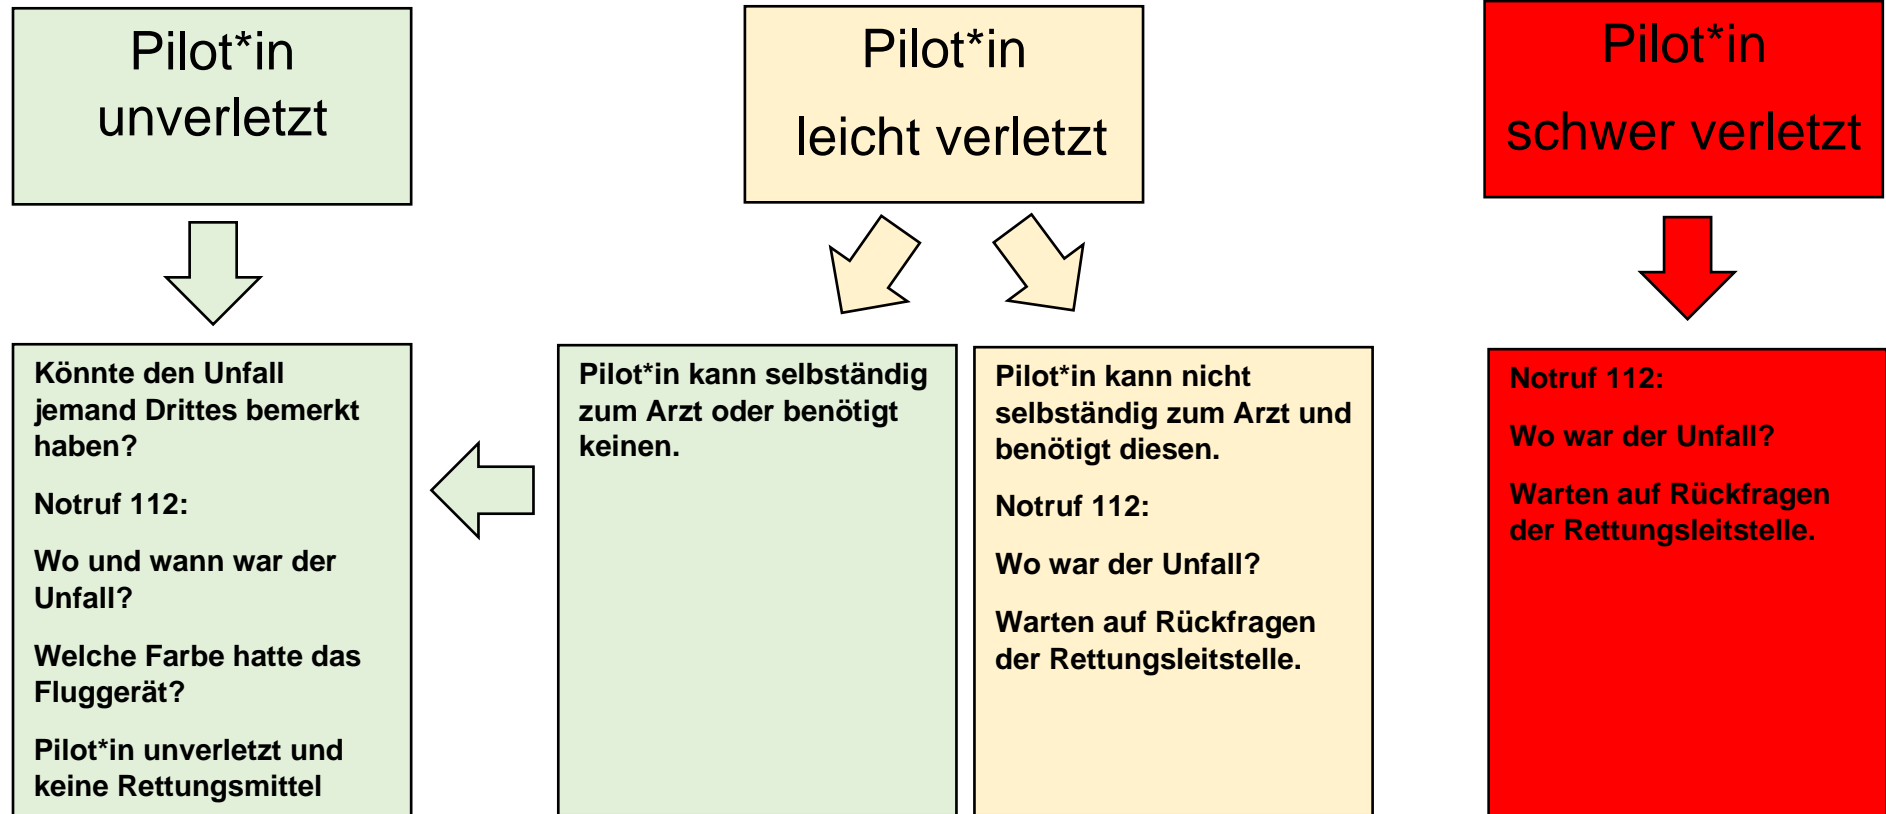 Pilot*in
unverletzt
Pilot*in
leicht verletzt
Pilot*in
schwer verletzt
Könnte den Unfall
jemand Drittes bemerkt
haben?
Notruf 112:
Wo und wann war der
Unfall?
Welche Farbe hatte das
Fluggerät?
Pilot*in unverletzt und
keine Rettungsmittel
Pilot*in kann selbständig
zum Arzt oder benötigt
keinen.
Pilot*in kann nicht
selbständig zum Arzt und
benötigt diesen.
Notruf 112:
Wo war der Unfall?
Warten auf Rückfragen
der Rettungsleitstelle.
Notruf 112:
Wo war der Unfall?
Warten auf Rückfragen
der Rettungsleitstelle.